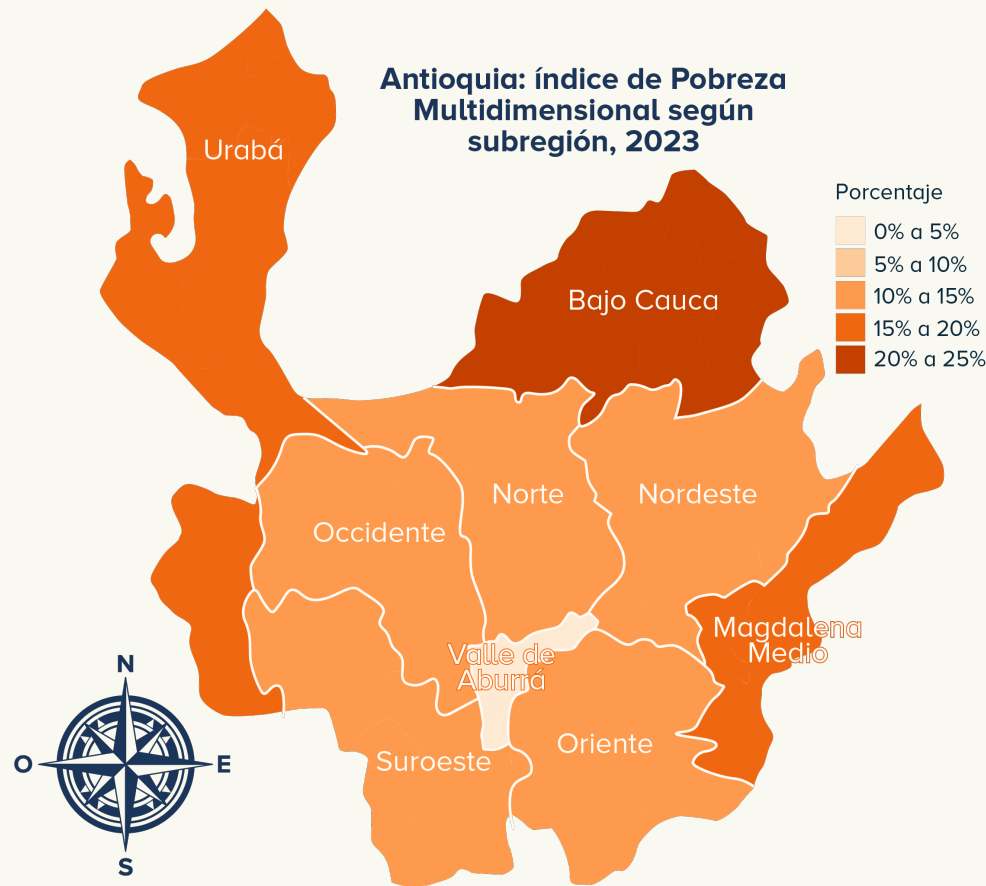 Antioquia: índice de Pobreza
Multidimensional según
subregión, 2023
Urabá
Porcentaje
0% a 5%
5% a 10%
10% a 15%
15% a 20%
20% a 25%
Bajo Cauca
Norte
Nordeste
Occidente
Magdalena
Medio
Valle de
Aburrá
Oriente
Suroeste
N
O
E
S